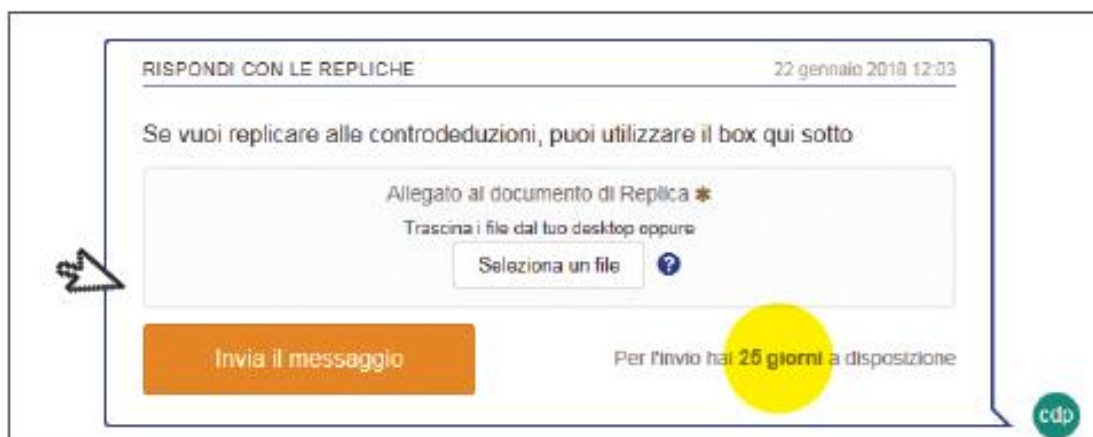 RISPONDI CON LE REPLICHE 22 gennaio 2018 12:03
Se vuoi replicare alle controdeduzioni, puoi utilizzare il box qui sotto
Allegato al documento di Replica *
Trascina i file dal tuo desktop oppure
Seleziona un file ?
Invia il messaggio Per l'invio hai 25 giorni a disposizione
cdp